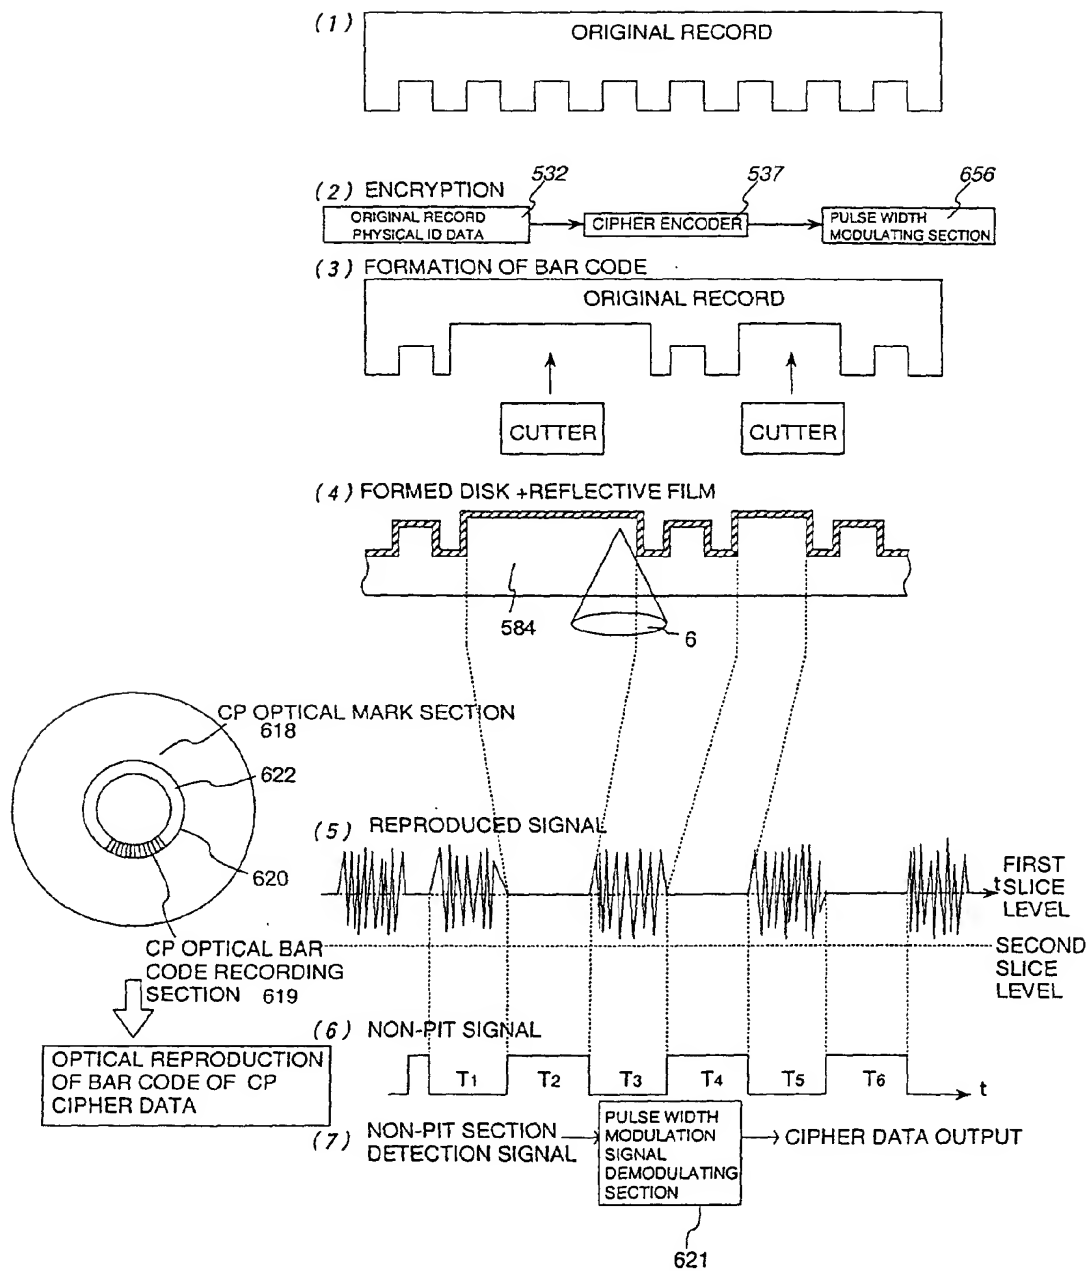 (1)
ORIGINAL RECORD
(2) ENCRYPTION
532
537
656
ORIGINAL RECORD
PHYSICAL ID DATA
CIPHER ENCODER
PULSE WIDTH
MODULATING SECTION
(3) FORMATION OF BAR CODE
ORIGINAL RECORD
CUTTER
CUTTER
(4) FORMED DISK +REFLECTIVE FILM
584
6
CP OPTICAL MARK SECTION
618
622
620
CP OPTICAL BAR
CODE RECORDING
SECTION 619
OPTICAL REPRODUCTION
OF BAR CODE OF CP
CIPHER DATA
(5) REPRODUCED SIGNAL
t
FIRST
SLICE
LEVEL
SECOND
SLICE
LEVEL
(6) NON-PIT SIGNAL
T1 T2 T3 T4 T5 T6
t
(7) NON-PIT SECTION
DETECTION SIGNAL
PULSE WIDTH
MODULATION
SIGNAL
DEMODULATING
SECTION
CIPHER DATA OUTPUT
621